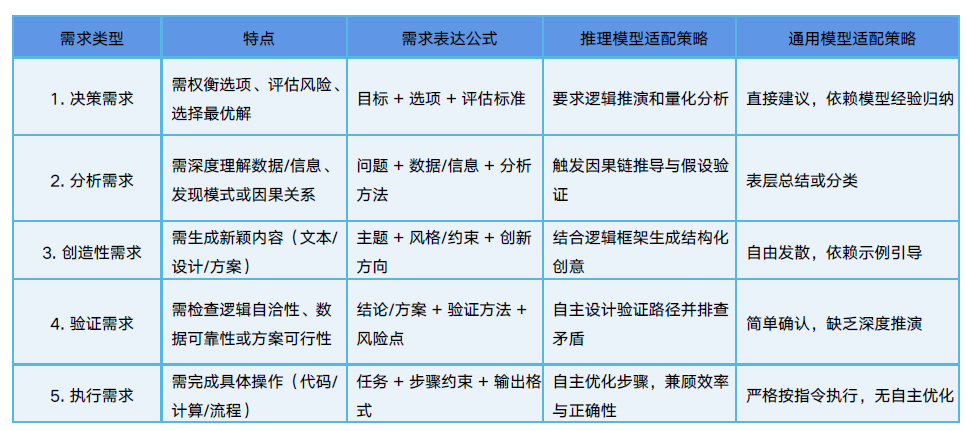 需求类型 特点 需求表达公式 推理模型适配策略 通用模型适配策略
1. 决策需求
需权衡选项、评估风险、
选择最优解
目标 + 选项 + 评估标准
要求逻辑推演和量化分析
直接建议，依赖模型经验归纳
2. 分析需求
需深度理解数据/信息、
发现模式或因果关系
问题 + 数据/信息 + 分析
方法
触发因果链推导与假设验
证
表层总结或分类
3. 创造性需求
需生成新颖内容（文本/
设计/方案）
主题 + 风格/约束 + 创新
方向
结合逻辑框架生成结构化
创意
自由发散，依赖示例引导
4. 验证需求
需检查逻辑自洽性、数
据可靠性或方案可行性
结论/方案 + 验证方法 +
风险点
自主设计验证路径并排查
矛盾
简单确认，缺乏深度推演
5. 执行需求
需完成具体操作（代码/
计算/流程）
任务 + 步骤约束 + 输出格
式
自主优化步骤，兼顾效率
与正确性
严格按指令执行，无自主优化